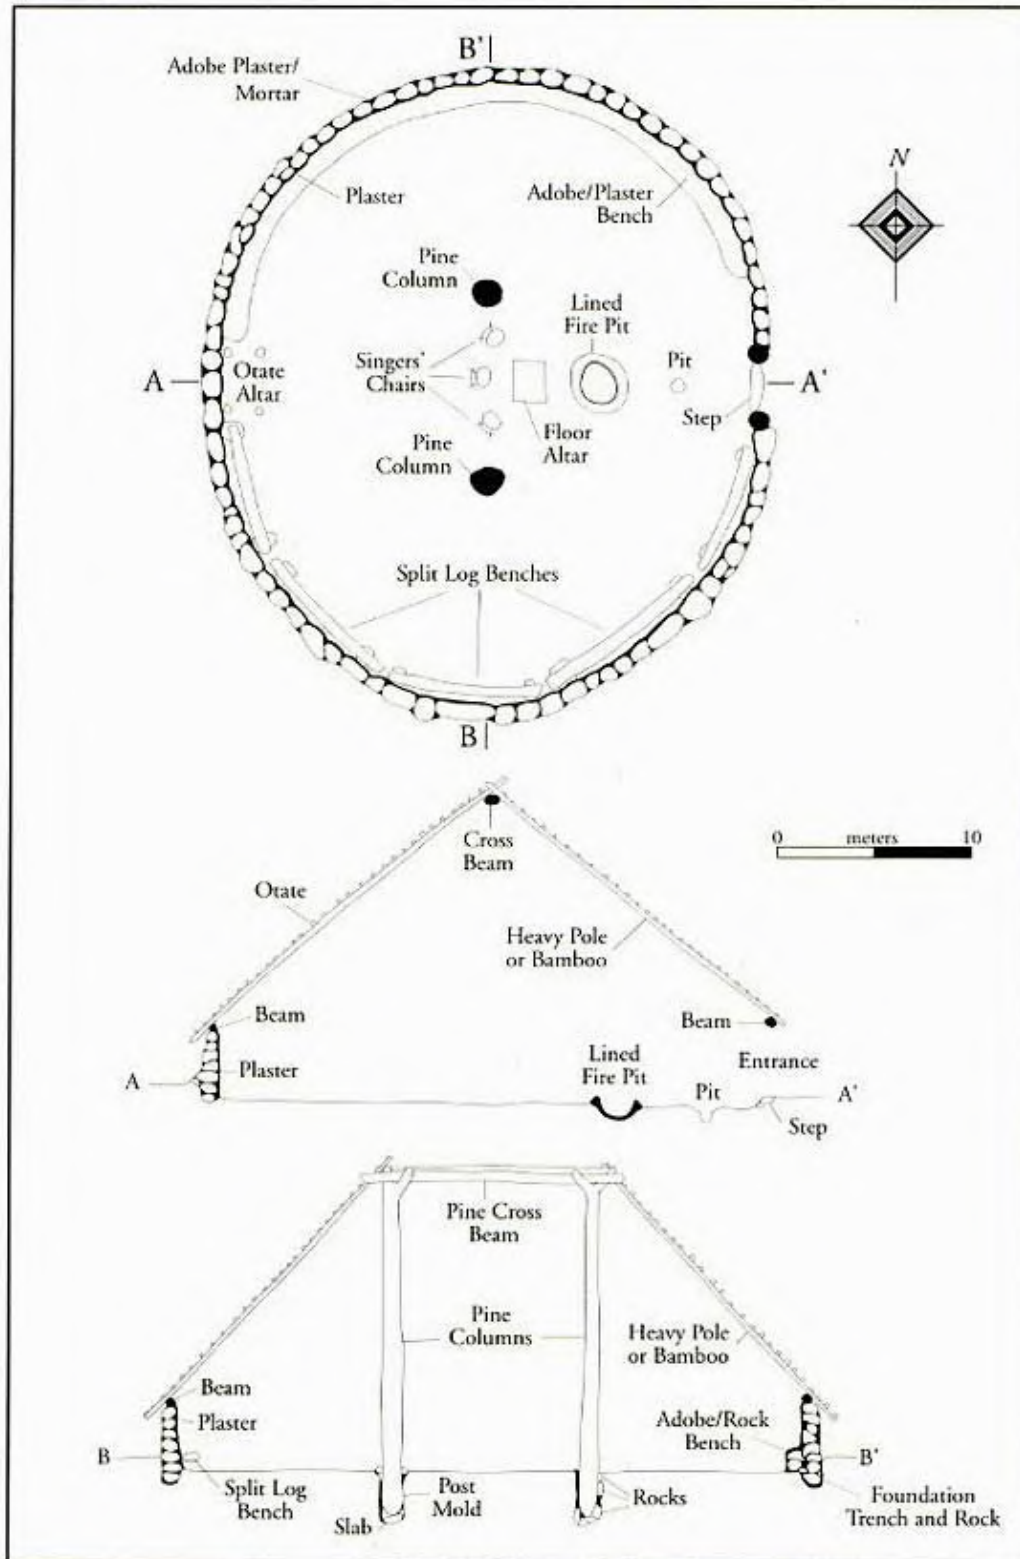 B'
Adobe Plaster/
Mortar
N
Plaster
Adobe/Plaster
Bench
Pine
Column
Lined
Fire Pit
A
Otate
Altar
Singers'
Chairs
Pit
A'
Step
Floor
Altar
Pine
Column
Split Log Benches
B
0 meters 10
Cross
Beam
Otate
Heavy Pole
or Bamboo
Beam
Beam
Entrance
A
Plaster
Lined
Fire Pit
Pit
A'
Step
Pine Cross
Beam
Pine
Columns
Heavy Pole
or Bamboo
Beam
Plaster
Adobe/Rock
Bench
B
B'
Split Log
Bench
Post
Mold
Slab
Rocks
Foundation
Trench and Rock